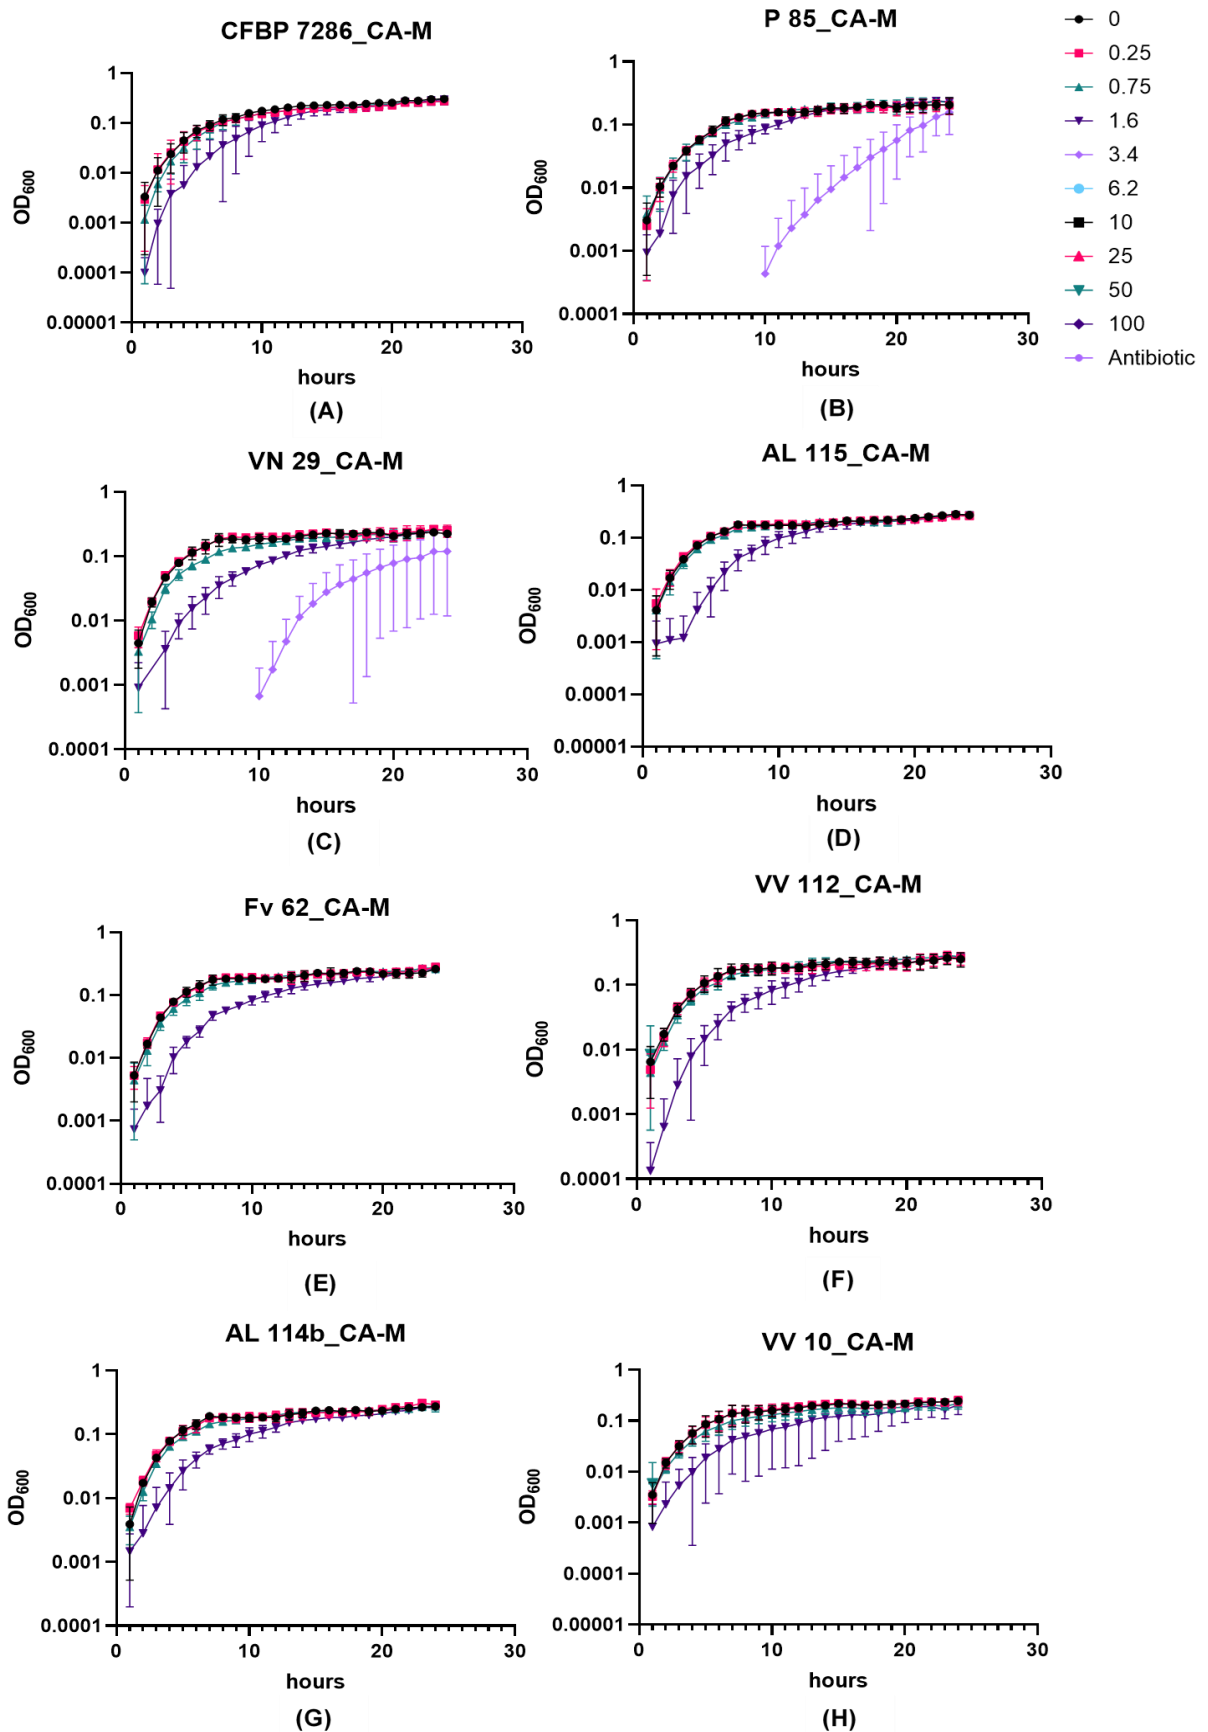 CFBP 7286_CA-M
1
0.1
0.01
0.001
0.0001
0.00001
0 10 20 30
OD600
hours
(A)
P 85_CA-M
1
0.1
0.01
0.001
0.0001
0 10 20 30
OD600
hours
(B)
0
0.25
0.75
1.6
3.4
6.2
10
25
50
100
Antibiotic
VN 29_CA-M
1
0.1
0.01
0.001
0.0001
0 10 20 30
OD600
hours
(C)
AL 115_CA-M
1
0.1
0.01
0.001
0.0001
0.00001
0 10 20 30
OD600
hours
(D)
Fv 62_CA-M
1
0.1
0.01
0.001
0.0001
0 10 20 30
OD600
hours
(E)
VV 112_CA-M
1
0.1
0.01
0.001
0.0001
0 10 20 30
OD600
hours
(F)
AL 114b_CA-M
1
0.1
0.01
0.001
0.0001
0 10 20 30
OD600
hours
(G)
VV 10_CA-M
1
0.1
0.01
0.001
0.0001
0.00001
0 10 20 30
OD600
hours
(H)